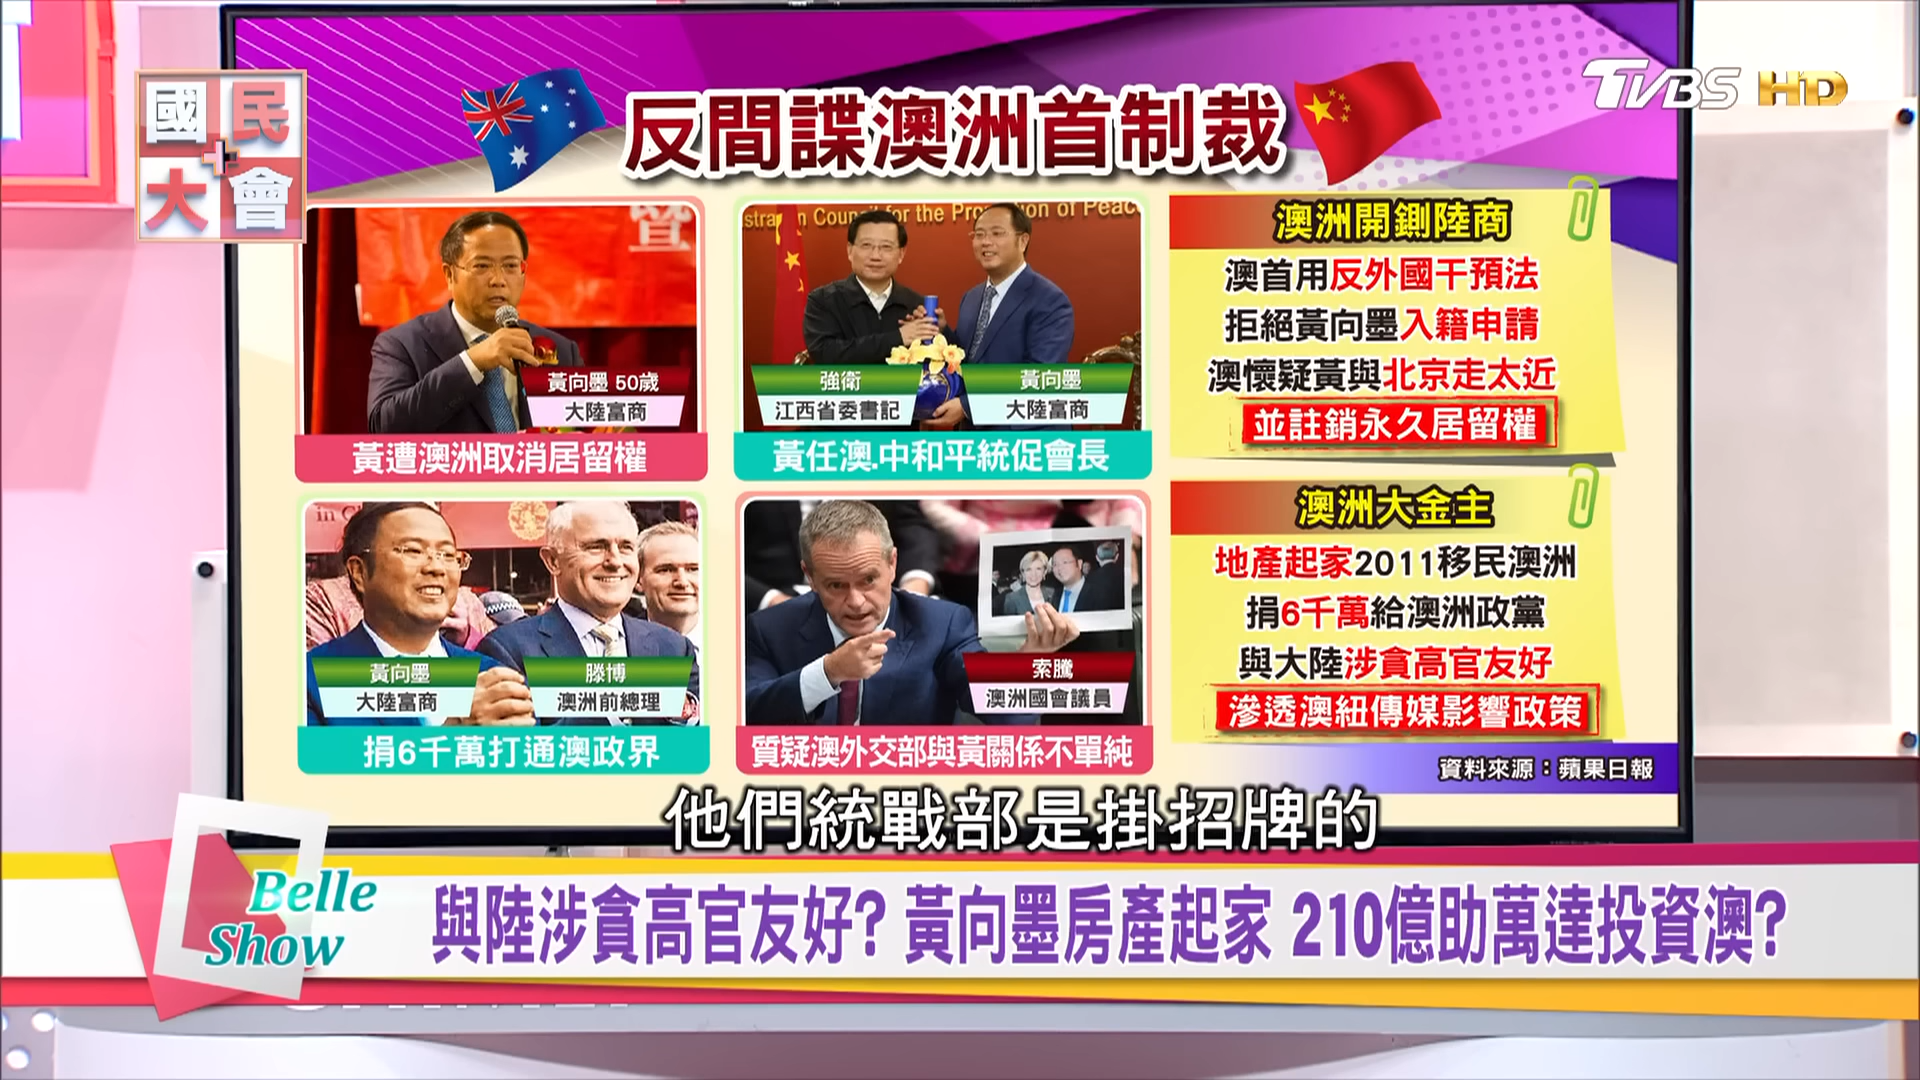 國民
大會
TVBS HD
反間諜澳洲首制裁
暨
黃向墨 50歲
大陸富商
黃遭澳洲取消居留權
Council for the Pro
on of Peac
強衛
江西省委書記
黃向墨
大陸富商
黃任澳.中和平統促會長
澳洲開鍘陸商
澳首用反外國干預法
拒絕黃向墨入籍申請
澳懷疑黃與北京走太近
並註銷永久居留權
in C
黃向墨
大陸富商
滕博
澳洲前總理
捐6千萬打通澳政界
索騰
澳洲國會議員
質疑澳外交部與黃關係不單純
澳洲大金主
地產起家2011移民澳洲
捐6千萬給澳洲政黨
與大陸涉貪高官友好
滲透澳紐傳媒影響政策
資料來源：蘋果日報
他們統戰部是掛招牌的
Belle
Show
與陸涉貪高官友好? 黃向墨房產起家 210億助萬達投資澳?